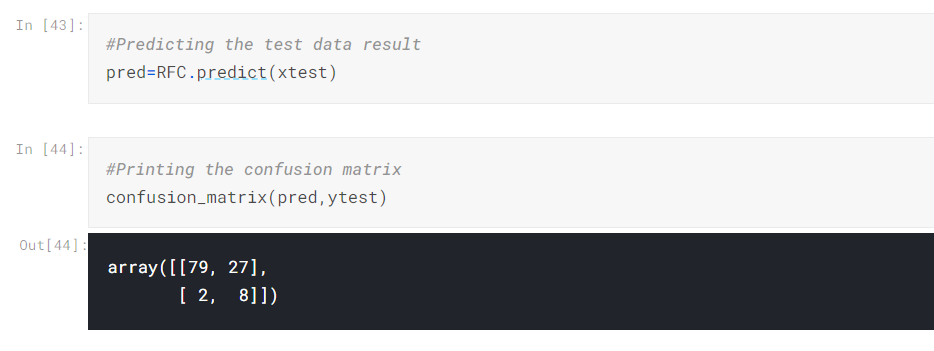 In [43]:
#Predicting the test data result
pred=RFC.predict(xtest)
In [44]:
#Printing the confusion matrix
confusion_matrix(pred,ytest)
Out[44]:
array([[79, 27],
       [ 2,  8]])